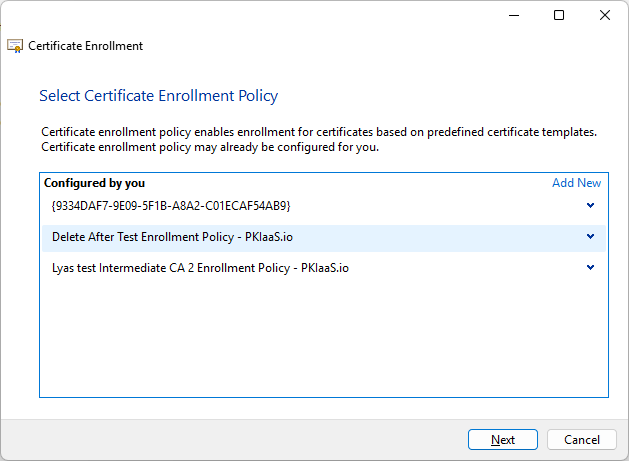 Certificate Enrollment
Select Certificate Enrollment Policy
Certificate enrollment policy enables enrollment for certificates based on predefined certificate templates.
Certificate enrollment policy may already be configured for you.
Configured by you Add New
{9334DAF7-9E09-5F1B-A8A2-C01ECAF54AB9}
Delete After Test Enrollment Policy - PKIaaS.io
Lyas test Intermediate CA 2 Enrollment Policy - PKIaaS.io
Next Cancel